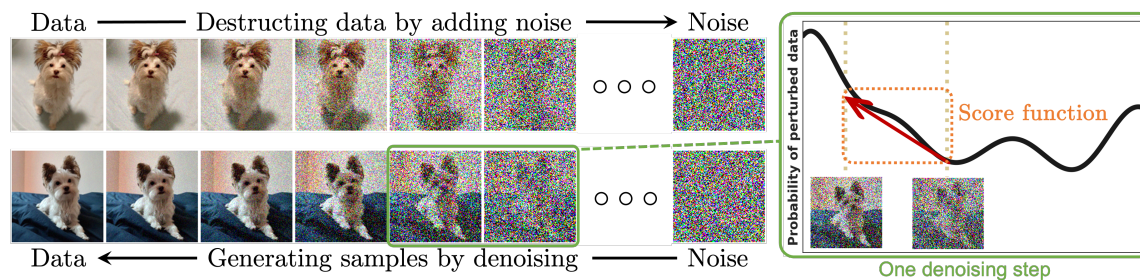 Data
Destructing data by adding noise
Noise
Data
Generating samples by denoising
Noise
Probability of perturbed data
Score function
One denoising step